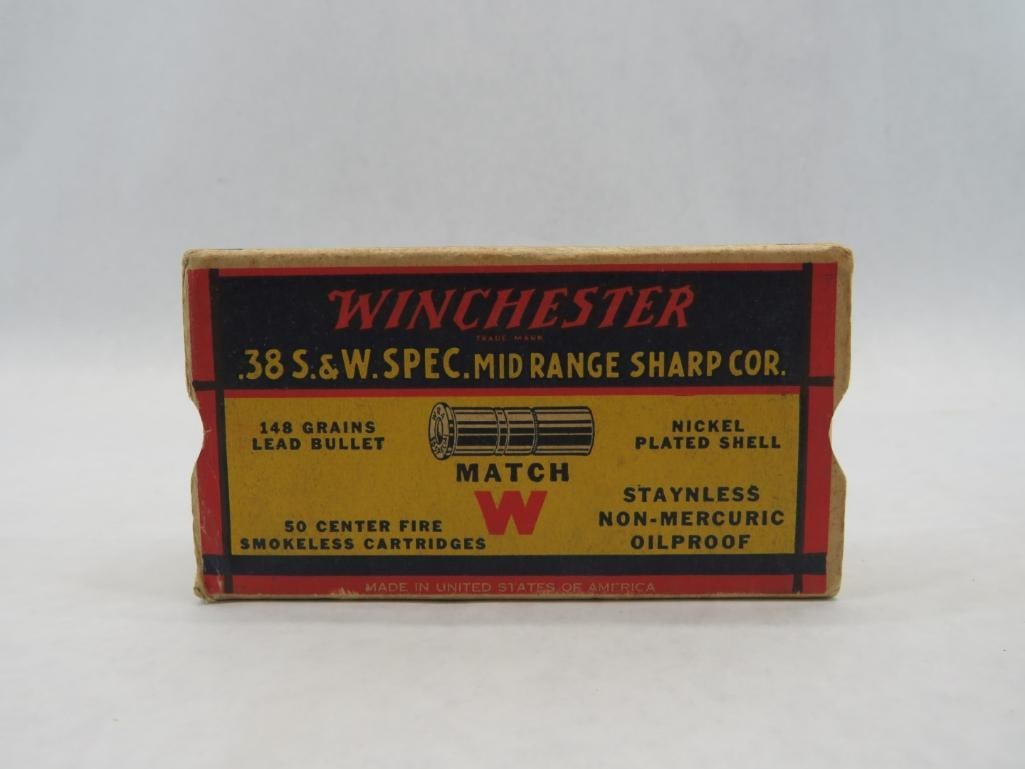 WINCHESTER
TRADE MARK
.38 S.&W. SPEC. MID RANGE SHARP COR.
148 GRAINS
LEAD BULLET
NICKEL
PLATED SHELL
MATCH
W
50 CENTER FIRE
SMOKELESS CARTRIDGES
STAYNLESS
NON-MERCURIC
OILPROOF
MADE IN UNITED STATES OF AMERICA